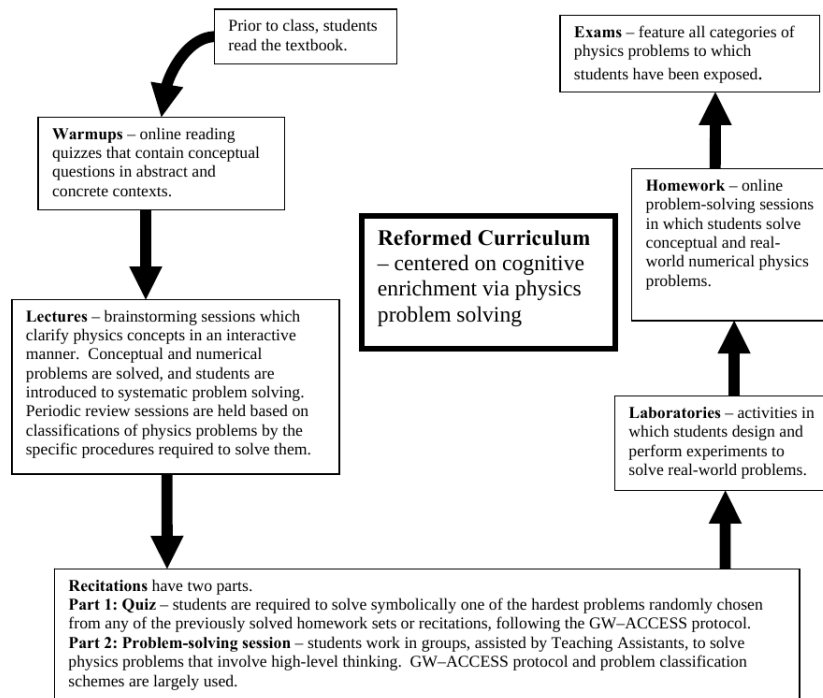 Prior to class, students
read the textbook.
Warmups – online reading
quizzes that contain conceptual
questions in abstract and
concrete contexts.
Lectures – brainstorming sessions which
clarify physics concepts in an interactive
manner.  Conceptual and numerical
problems are solved, and students are
introduced to systematic problem solving.
Periodic review sessions are held based on
classifications of physics problems by the
specific procedures required to solve them.
Recitations have two parts.
Part 1: Quiz – students are required to solve symbolically one of the hardest problems randomly chosen
from any of the previously solved homework sets or recitations, following the GW–ACCESS protocol.
Part 2: Problem-solving session – students work in groups, assisted by Teaching Assistants, to solve
physics problems that involve high-level thinking.  GW–ACCESS protocol and problem classification
schemes are largely used.
Laboratories – activities in
which students design and
perform experiments to
solve real-world problems.
Homework – online
problem-solving sessions
in which students solve
conceptual and real-
world numerical physics
problems.
Exams – feature all categories of
physics problems to which
students have been exposed.
Reformed Curriculum
– centered on cognitive
enrichment via physics
problem solving